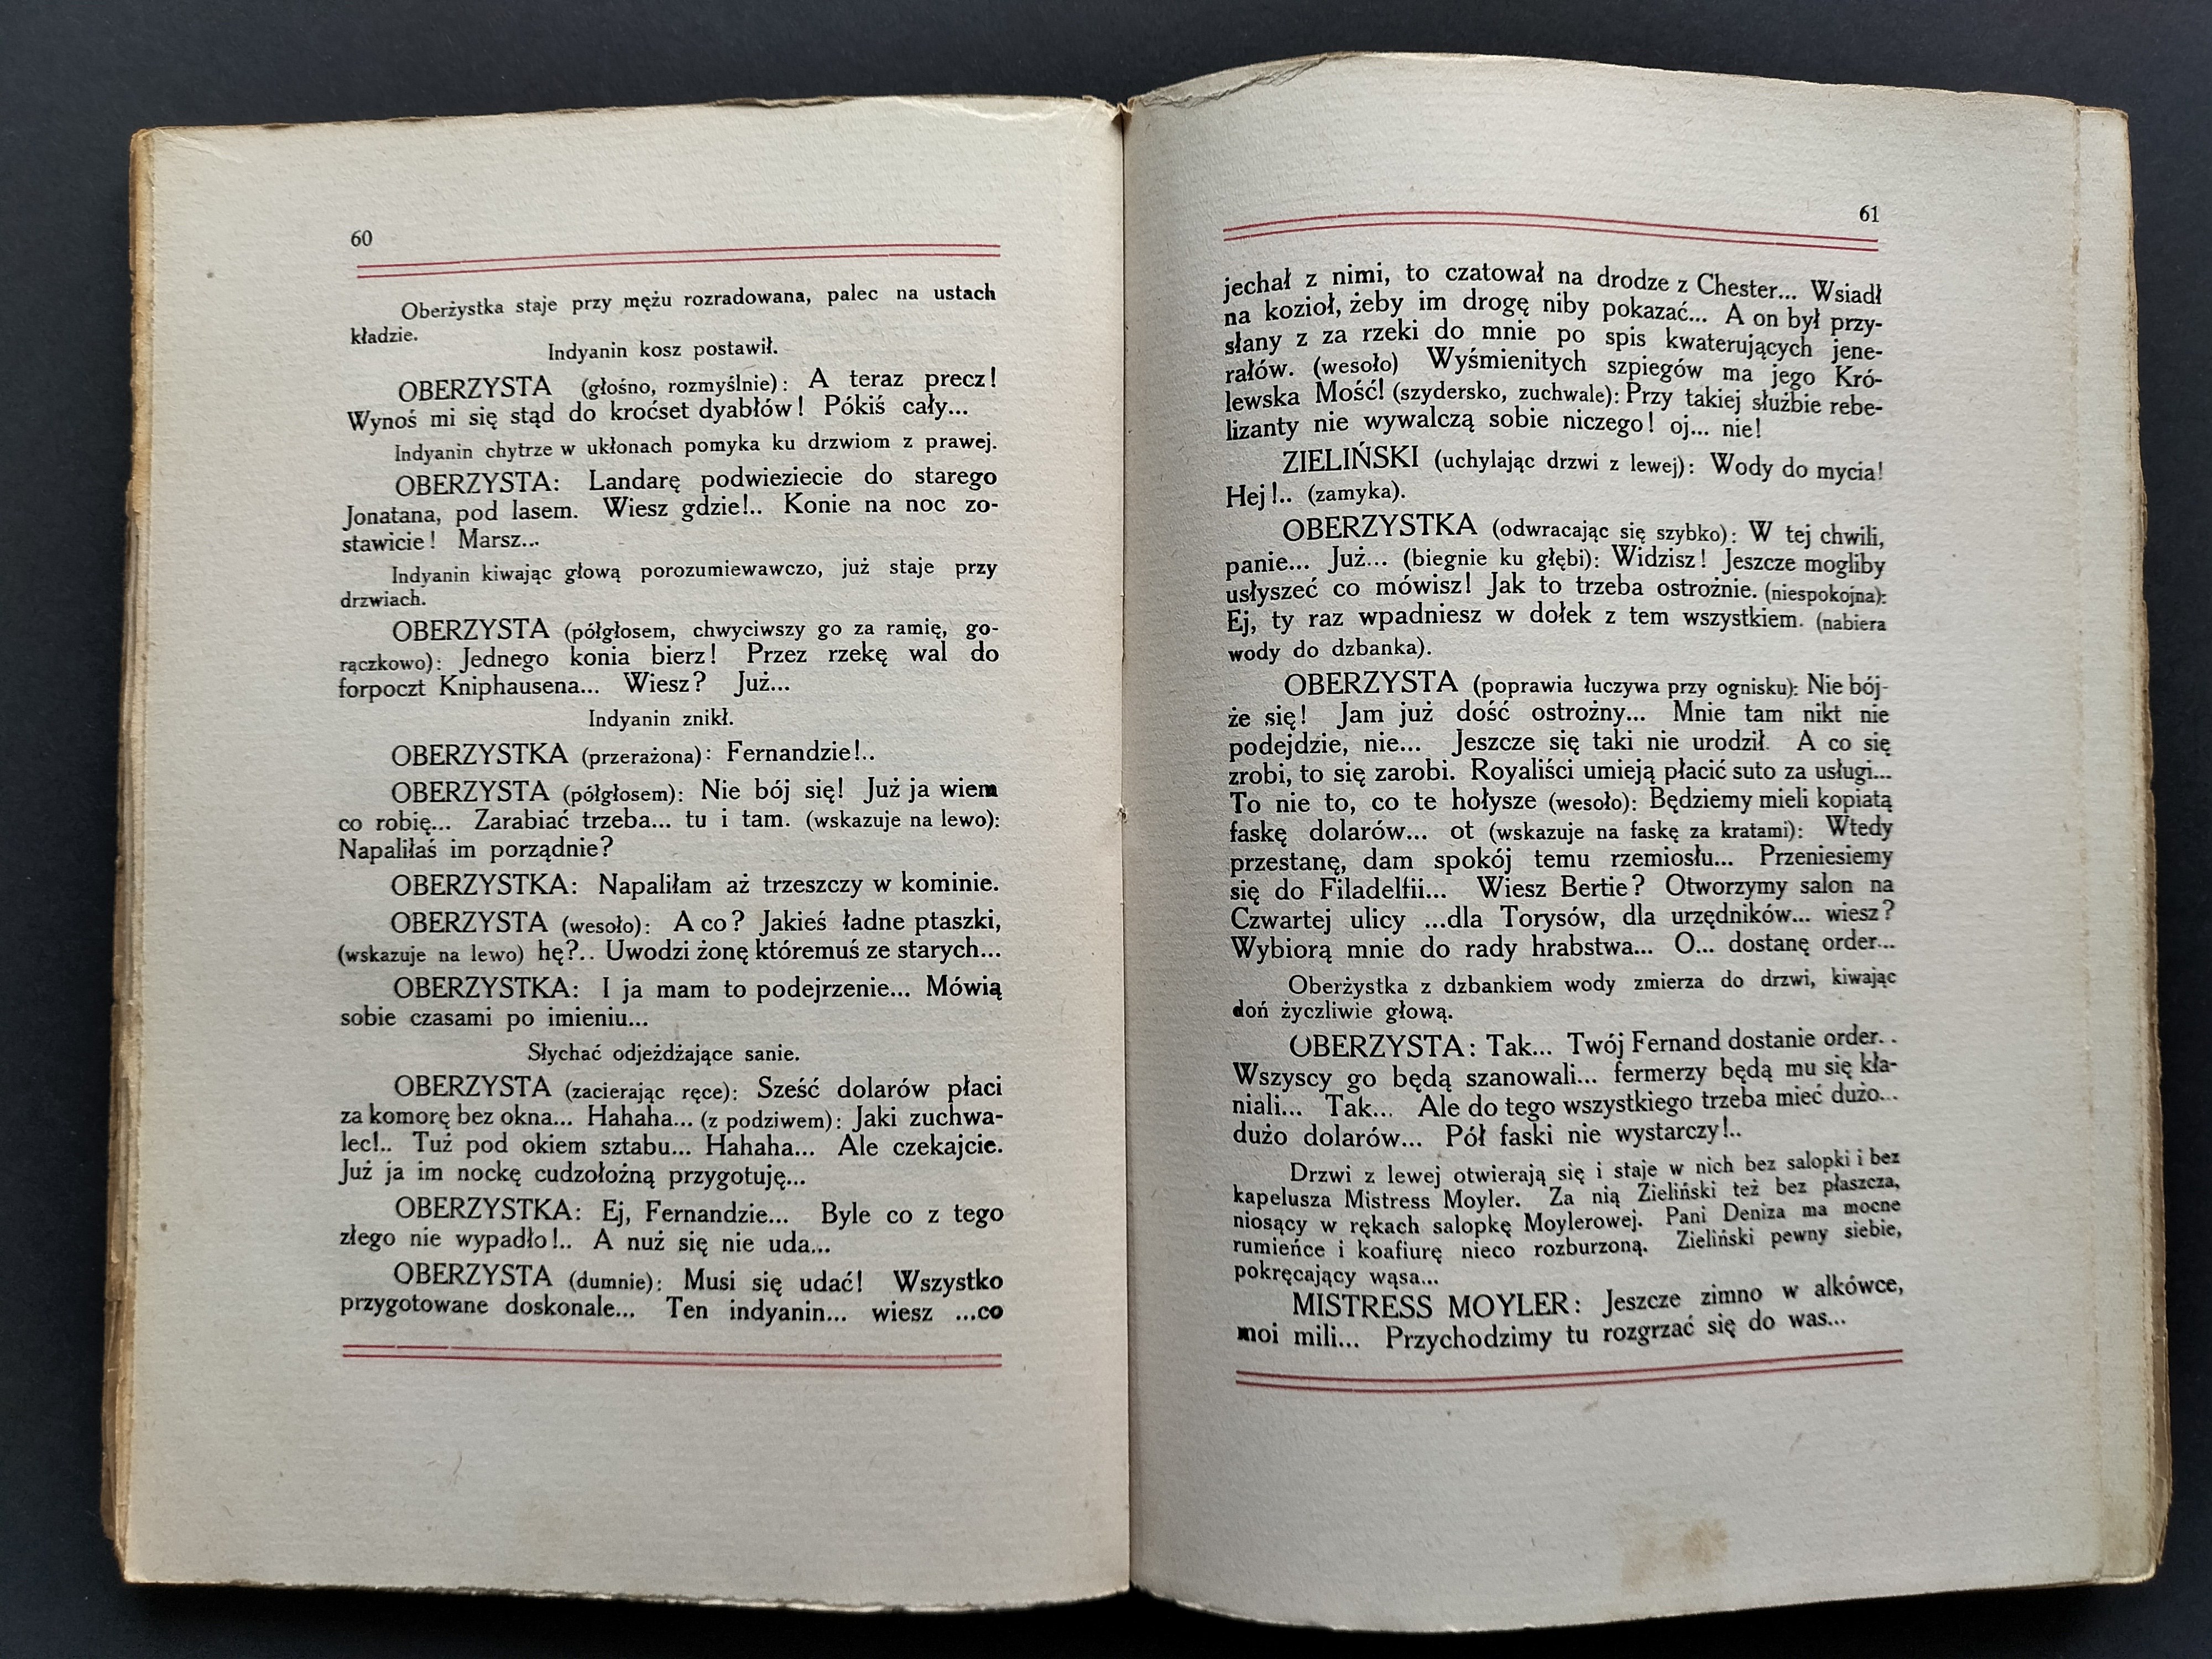 60
Oberżystka staje przy mężu rozradowana, palec na ustach
kładzie.
Indyanin kosz postawił.
OBERZYSTA (głośno, rozmyślnie): A teraz precz!
Wynoś mi się stąd do kroćset dyabłów! Pókiś cały...
Indyanin chytrze w ukłonach pomyka ku drzwiom z prawej.
OBERZYSTA: Landarę podwieziecie do starego
Jonatana, pod lasem. Wiesz gdzie!.. Konie na noc zo-
stawicie! Marsz...
Indyanin kiwając głową porozumiewawczo, już staje przy
drzwiach.
OBERZYSTA (półgłosem, chwyciwszy go za ramię, go-
rączkowo): Jednego konia bierz! Przez rzekę wal do
forpoczt Kniphausena... Wiesz? Już...
Indyanin znikł.
OBERZYSTKA (przerażona): Fernandzie!..
OBERZYSTA (półgłosem): Nie bój się! Już ja wiem
co robię... Zarabiać trzeba... tu i tam. (wskazuje na lewo):
Napaliłaś im porządnie?
OBERZYSTKA: Napaliłam aż trzeszczy w kominie.
OBERZYSTA (wesoło): A co? Jakieś ładne ptaszki,
(wskazuje na lewo) hę?.. Uwodzi żonę któremuś ze starych...
OBERZYSTKA: I ja mam to podejrzenie... Mówią
sobie czasami po imieniu...
Słychać odjeżdżające sanie.
OBERZYSTA (zacierając ręce): Sześć dolarów płaci
za komorę bez okna... Hahaha... (z podziwem): Jaki zuchwa-
lec!.. Tuż pod okiem sztabu... Hahaha... Ale czekajcie.
Już ja im nockę cudzołożną przygotuję...
OBERZYSTKA: Ej, Fernandzie... Byle co z tego
złego nie wypadło!.. A nuż się nie uda...
OBERZYSTA (dumnie): Musi się udać! Wszystko
przygotowane doskonale... Ten indyanin... wiesz ...co
61
jechał z nimi, to czatował na drodze z Chester... Wsiadł
na kozioł, żeby im drogę niby pokazać... A on był przy-
słany z za rzeki do mnie po spis kwaterujących jene-
rałów. (wesoło) Wyśmienitych szpiegów ma jego Kró-
lewska Mość! (szydersko, zuchwale): Przy takiej służbie rebe-
lizanty nie wywalczą sobie niczego! oj... nie!
ZIELIŃSKI (uchylając drzwi z lewej): Wody do mycia!
Hej!.. (zamyka).
OBERZYSTKA (odwracając się szybko): W tej chwili,
panie... Już... (biegnie ku głębi): Widzisz! Jeszcze mogliby
usłyszeć co mówisz! Jak to trzeba ostrożnie. (niespokojna):
Ej, ty raz wpadniesz w dołek z tem wszystkiem. (nabiera
wody do dzbanka).
OBERZYSTA (poprawia łuczywa przy ognisku): Nie bój-
że się! Jam już dość ostrożny... Mnie tam nikt nie
podejdzie, nie... Jeszcze się taki nie urodził. A co się
zrobi, to się zarobi. Royaliści umieją płacić suto za usługi...
To nie to, co te hołysze (wesoło): Będziemy mieli kopiatą
faskę dolarów... ot (wskazuje na faskę za kratami): Wtedy
przestanę, dam spokój temu rzemiosłu... Przeniesiemy
się do Filadelfii... Wiesz Bertie? Otworzymy salon na
Czwartej ulicy ...dla Torysów, dla urzędników... wiesz?
Wybiorą mnie do rady hrabstwa... O... dostanę order...
Oberżystka z dzbankiem wody zmierza do drzwi, kiwając
doń życzliwie głową.
OBERZYSTA: Tak... Twój Fernand dostanie order..
Wszyscy go będą szanowali... fermerzy będą mu się kła-
niali... Tak... Ale do tego wszystkiego trzeba mieć dużo...
dużo dolarów... Pół faski nie wystarczy!..
Drzwi z lewej otwierają się i staje w nich bez salopki i bez
kapelusza Mistress Moyler. Za nią Zieliński też bez płaszcza,
niosący w rękach salopkę Moylerowej. Pani Deniza ma mocne
rumieńce i koafiurę nieco rozburzoną. Zieliński pewny siebie,
pokręcający wąsa...
MISTRESS MOYLER: Jeszcze zimno w alkówce,
moi mili... Przychodzimy tu rozgrzać się do was...